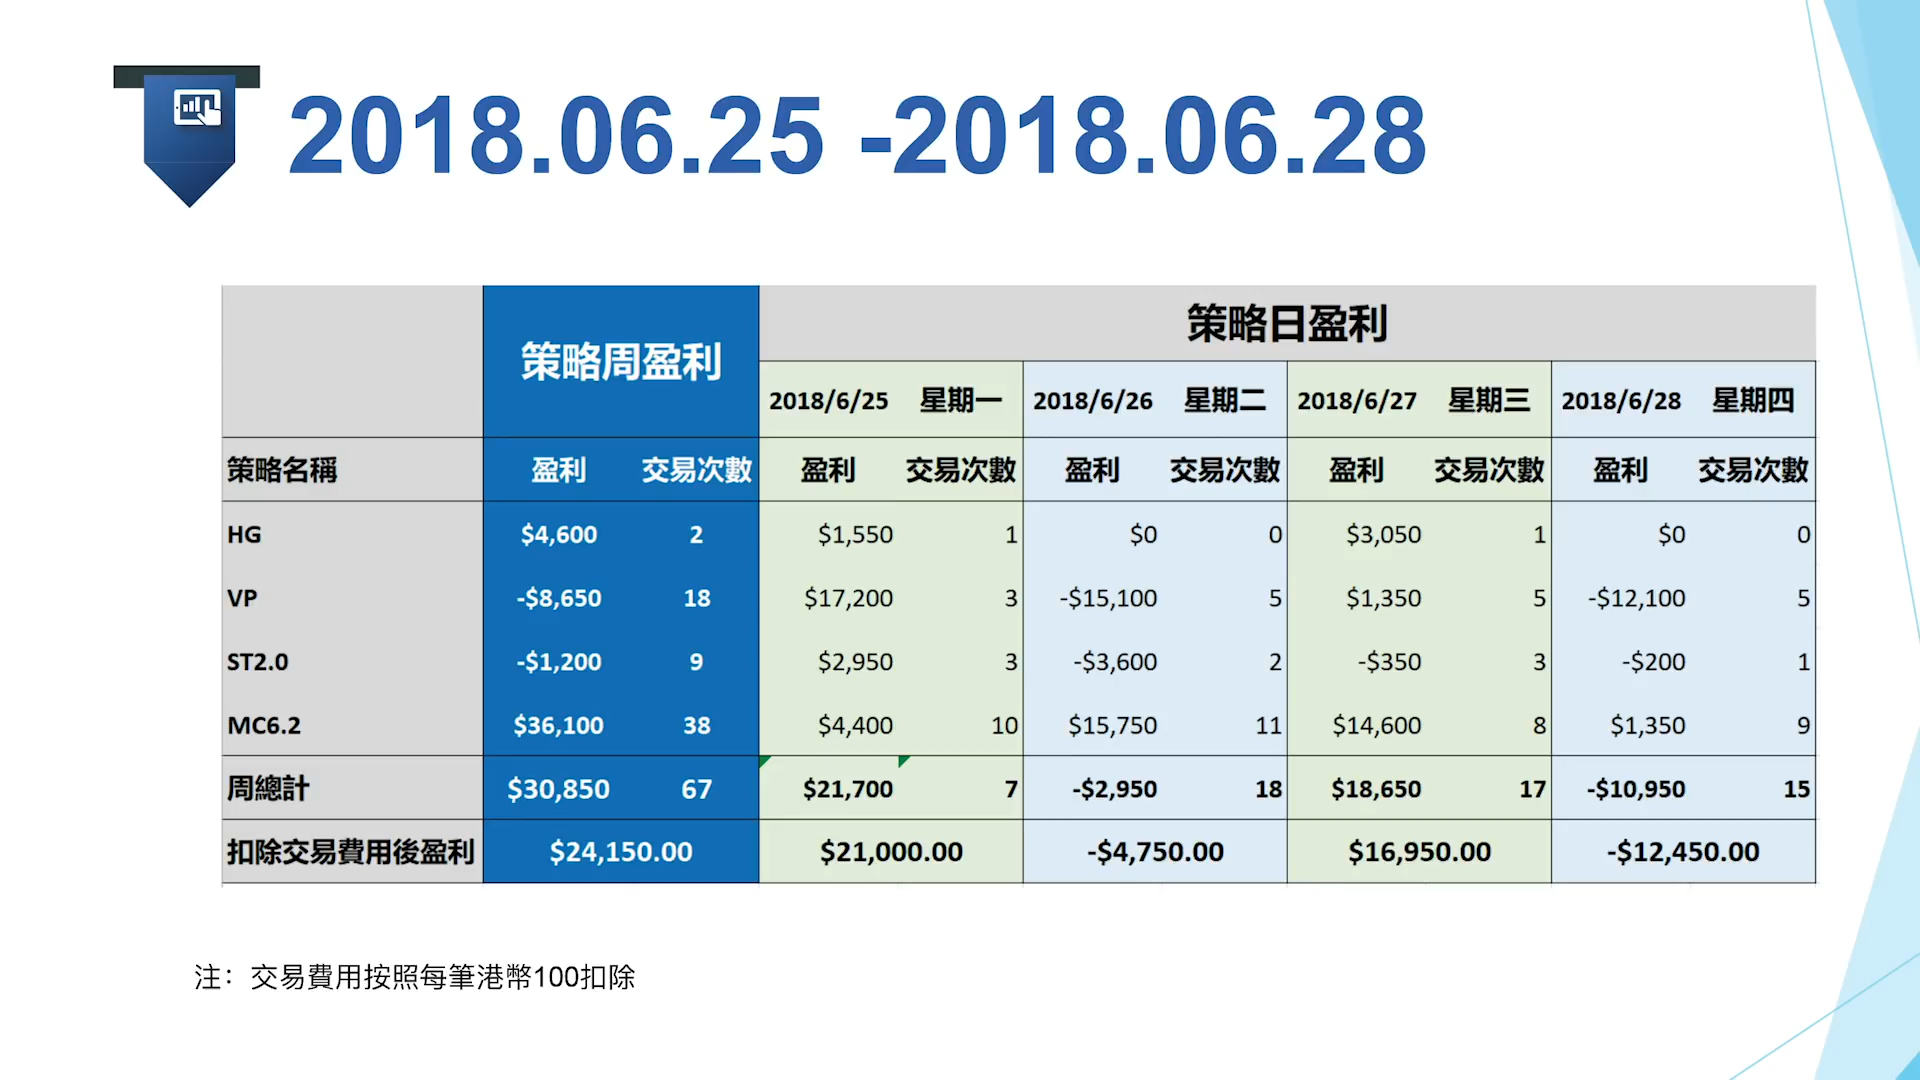 2018.06.25 -2018.06.28
策略周盈利 策略日盈利
2018/6/25 星期一 2018/6/26 星期二 2018/6/27 星期三 2018/6/28 星期四
策略名稱 盈利 交易次數 盈利 交易次數 盈利 交易次數 盈利 交易次數 盈利 交易次數
HG $4,600 2 $1,550 1 $0 0 $3,050 1 $0 0
VP -$8,650 18 $17,200 3 -$15,100 5 $1,350 5 -$12,100 5
ST2.0 -$1,200 9 $2,950 3 -$3,600 2 -$350 3 -$200 1
MC6.2 $36,100 38 $4,400 10 $15,750 11 $14,600 8 $1,350 9
周總計 $30,850 67 $21,700 7 -$2,950 18 $18,650 17 -$10,950 15
扣除交易費用後盈利 $24,150.00 $21,000.00 -$4,750.00 $16,950.00 -$12,450.00
注：交易費用按照每筆港幣100扣除